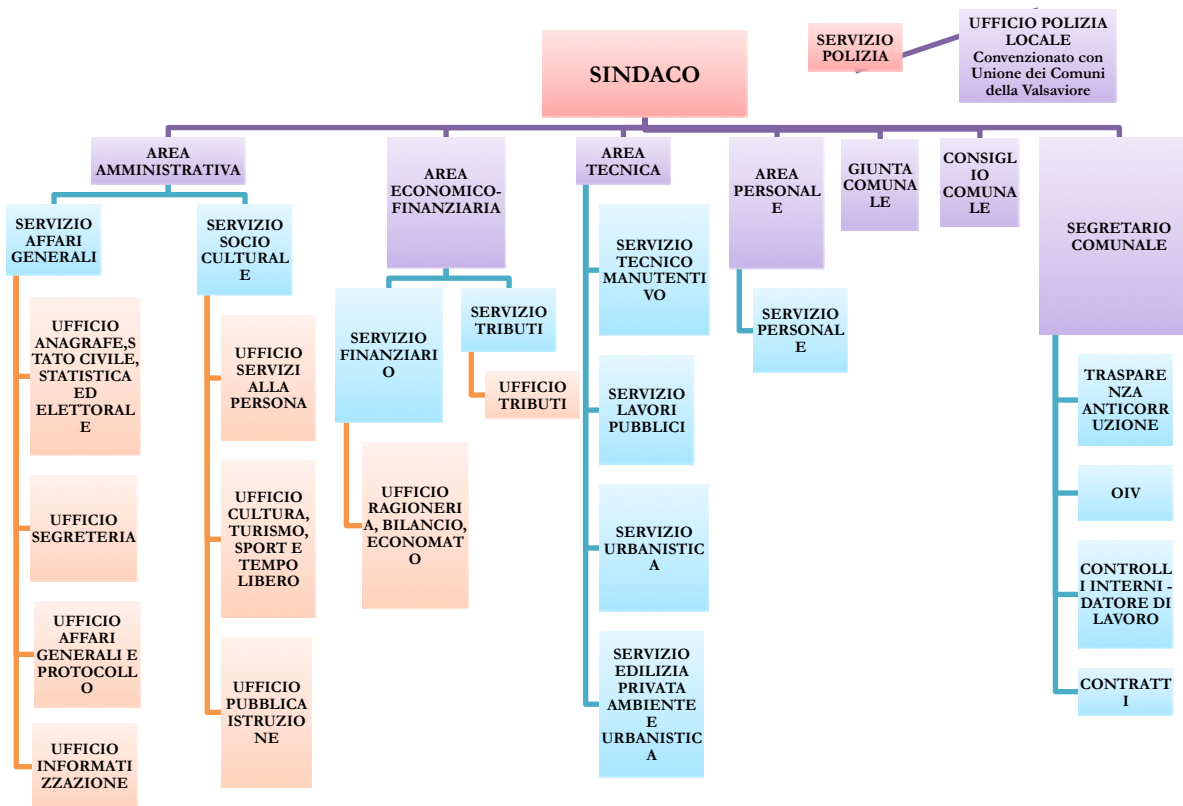 SINDACO
SERVIZIO
POLIZIA
UFFICIO POLIZIA
LOCALE
Convenzionato con
Unione dei Comuni
della Valsaviore
AREA
AMMINISTRATIVA
SERVIZIO
AFFARI
GENERALI
UFFICIO
ANAGRAFE,S
TATO CIVILE,
STATISTICA
ED
ELETTORAL
E
UFFICIO
SEGRETERIA
UFFICIO
AFFARI
GENERALI E
PROTOCOLL
O
UFFICIO
INFORMATI
ZZAZIONE
SERVIZIO
SOCIO
CULTURAL
E
UFFICIO
SERVIZI
ALLA
PERSONA
UFFICIO
CULTURA,
TURISMO,
SPORT E
TEMPO
LIBERO
UFFICIO
PUBBLICA
ISTRUZIO
NE
AREA
ECONOMICO-
FINANZIARIA
SERVIZIO
FINANZIARI
O
UFFICIO
RAGIONERI
A, BILANCIO,
ECONOMAT
O
SERVIZIO
TRIBUTI
UFFICIO
TRIBUTI
AREA
TECNICA
SERVIZIO
TECNICO
MANUTENTI
VO
SERVIZIO
LAVORI
PUBBLICI
SERVIZIO
URBANISTIC
A
SERVIZIO
EDILIZIA
PRIVATA
AMBIENTE
E
URBANISTIC
A
AREA
PERSONAL
E
SERVIZIO
PERSONAL
E
GIUNTA
COMUNA
LE
CONSIGL
IO
COMUNA
LE
SEGRETARIO
COMUNALE
TRASPARE
NZA
ANTICORR
UZIONE
OIV
CONTROLL
I INTERNI -
DATORE DI
LAVORO
CONTRATT
I